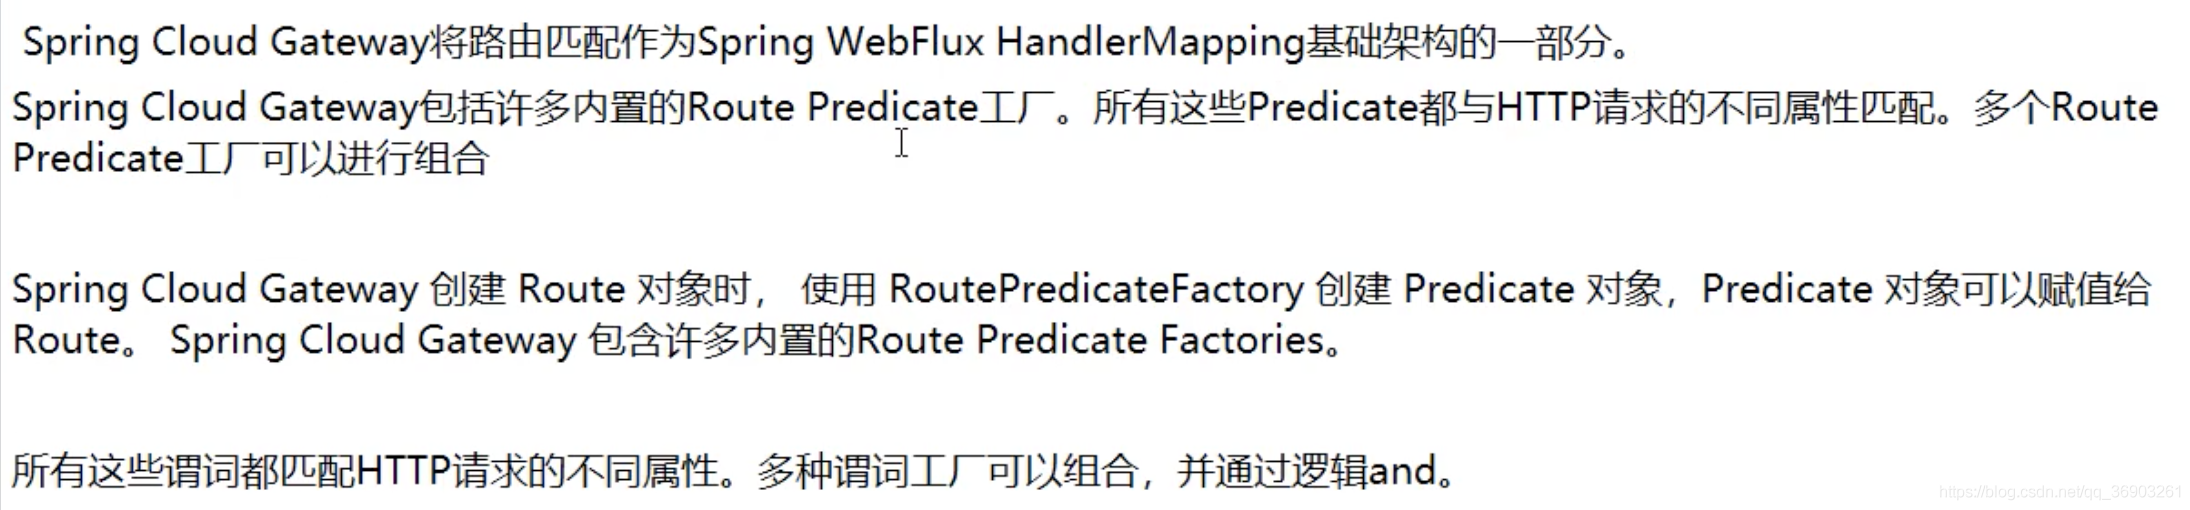 Spring Cloud Gateway将路由匹配作为Spring WebFlux HandlerMapping基础架构的一部分。
Spring Cloud Gateway包括许多内置的Route Predicate工厂。所有这些Predicate都与HTTP请求的不同属性匹配。多个Route
Predicate工厂可以进行组合
Spring Cloud Gateway 创建 Route 对象时， 使用 RoutePredicateFactory 创建 Predicate 对象，Predicate 对象可以赋值给
Route。 Spring Cloud Gateway 包含许多内置的Route Predicate Factories。
所有这些谓词都匹配HTTP请求的不同属性。多种谓词工厂可以组合，并通过逻辑and。
https://blog.csdn.net/qq_36903261